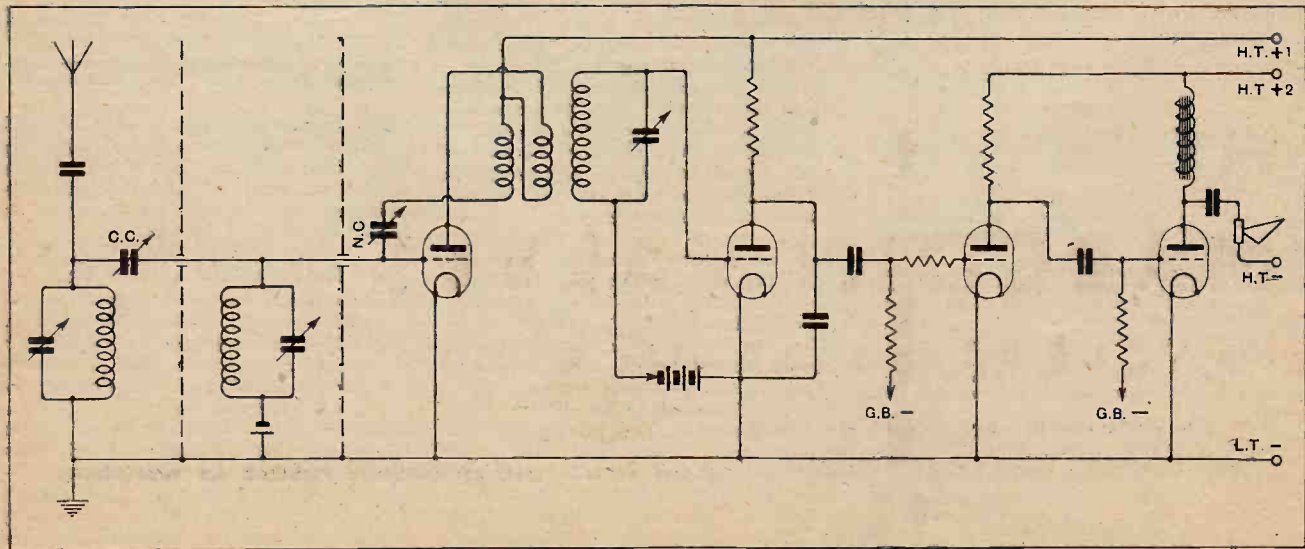 H.T.+1
H.T +2
C.C.
N.C
H.T.-
G.B. -
G.B. -
L.T. -